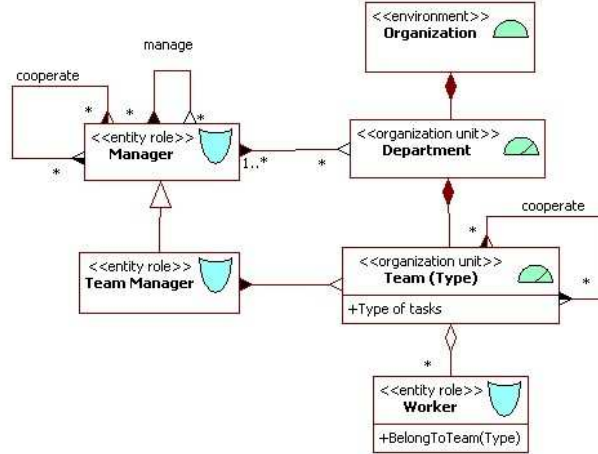 <<environment>>
Organization
manage
cooperate
*
*
*
<<entity role>>
Manager
*
1..*
*
<<organization unit>>
Department
cooperate
*
<<entity role>>
Team Manager
<<organization unit>>
Team (Type)
+Type of tasks
*
*
<<entity role>>
Worker
+BelongToTeam(Type)